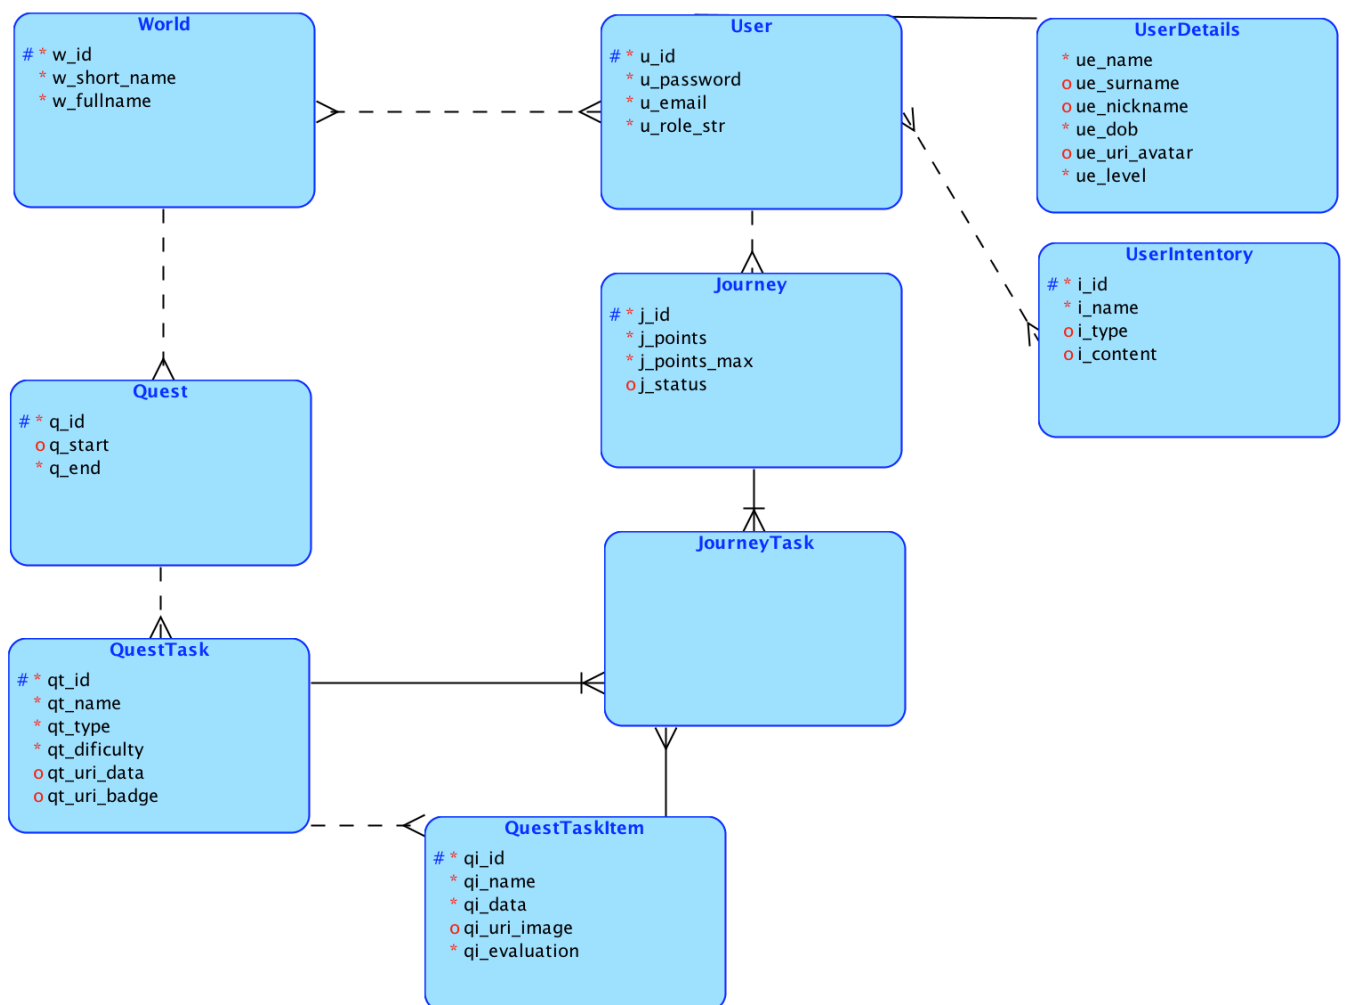 World
# * w_id
* w_short_name
* w_fullname
User
# * u_id
* u_password
* u_email
* u_role_str
UserDetails
* ue_name
o ue_surname
o ue_nickname
* ue_dob
o ue_uri_avatar
* ue_level
UserIntentory
# * i_id
* i_name
o i_type
o i_content
Journey
# * j_id
* j_points
* j_points_max
o j_status
Quest
# * q_id
o q_start
* q_end
JourneyTask
QuestTask
# * qt_id
* qt_name
* qt_type
* qt_dificulty
o qt_uri_data
o qt_uri_badge
QuestTaskItem
# * qi_id
* qi_name
* qi_data
o qi_uri_image
* qi_evaluation